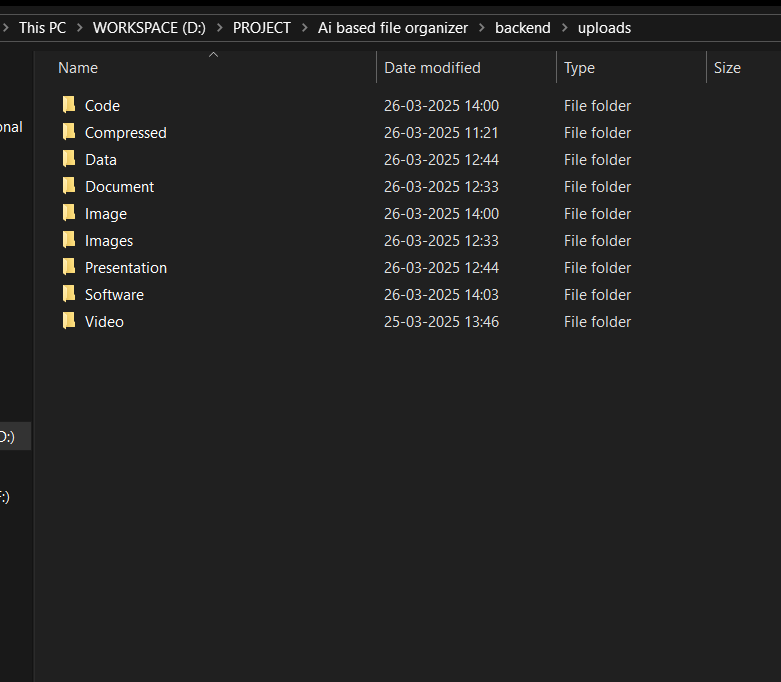 This PC > WORKSPACE (D:) > PROJECT > Ai based file organizer > backend > uploads
Name Date modified Type Size
Code 26-03-2025 14:00 File folder
onal
Compressed 26-03-2025 11:21 File folder
Data 26-03-2025 12:44 File folder
Document 26-03-2025 12:33 File folder
Image 26-03-2025 14:00 File folder
Images 26-03-2025 12:33 File folder
Presentation 26-03-2025 12:44 File folder
Software 26-03-2025 14:03 File folder
Video 25-03-2025 13:46 File folder
D:)
:)